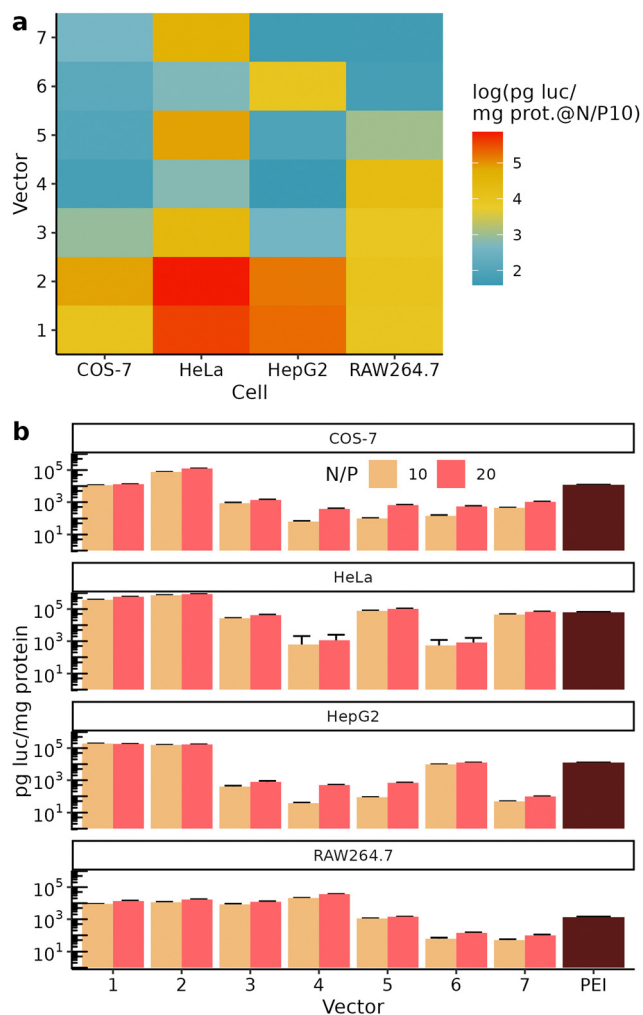 a
7
6
5
4
3
2
1
Vector
COS-7 HeLa HepG2 RAW264.7
Cell
log(pg luc/
mg prot.@N/P10)
5
4
3
2
b
COS-7
N/P 10 20
10⁵
10³
10¹
HeLa
10⁵
10³
10¹
HepG2
10⁵
10³
10¹
RAW264.7
10⁵
10³
10¹
pg luc/mg protein
1 2 3 4 5 6 7 PEI
Vector